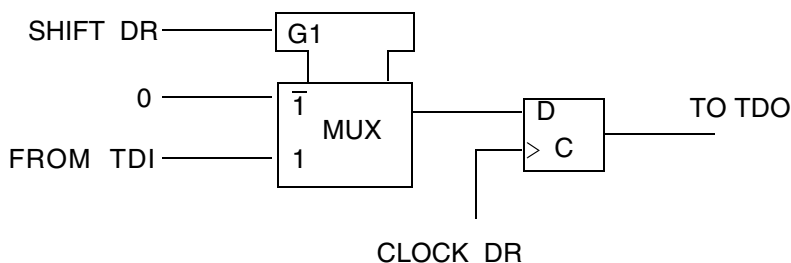 SHIFT DR
G1
0
1̅
MUX
FROM TDI
1
D
C
TO TDO
CLOCK DR